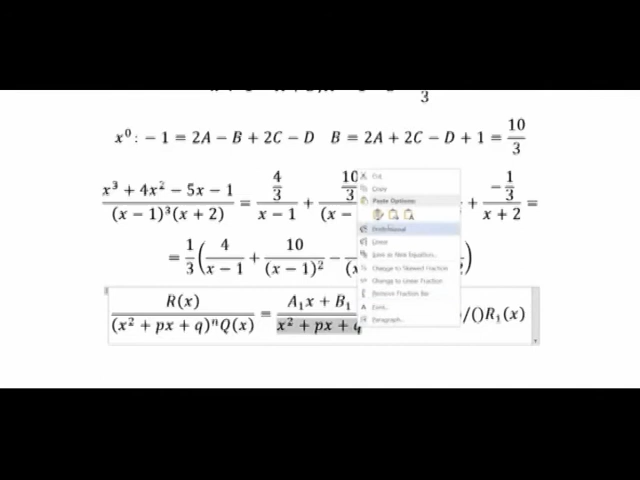 3
x⁰: − 1 = 2A − B + 2C − D   B = 2A + 2C − D + 1 = 10/3
(x³ + 4x² − 5x − 1)/((x − 1)³(x + 2)) = (4/3)/(x − 1) + (10/3)/(x − + (−1/3)/(x + 2) =
= 1/3(4/(x − 1) + 10/(x − 1)² − (x )
R(x)/((x² + px + q)ⁿQ(x)) = (A₁x + B₁)/(x² + px + q /()R₁(x)
Cut
Copy
Paste Options:
Professional
Linear
Save as New Equation...
Change to Skewed Fraction
Change to Linear Fraction
Remove Fraction Bar
Font...
Paragraph...